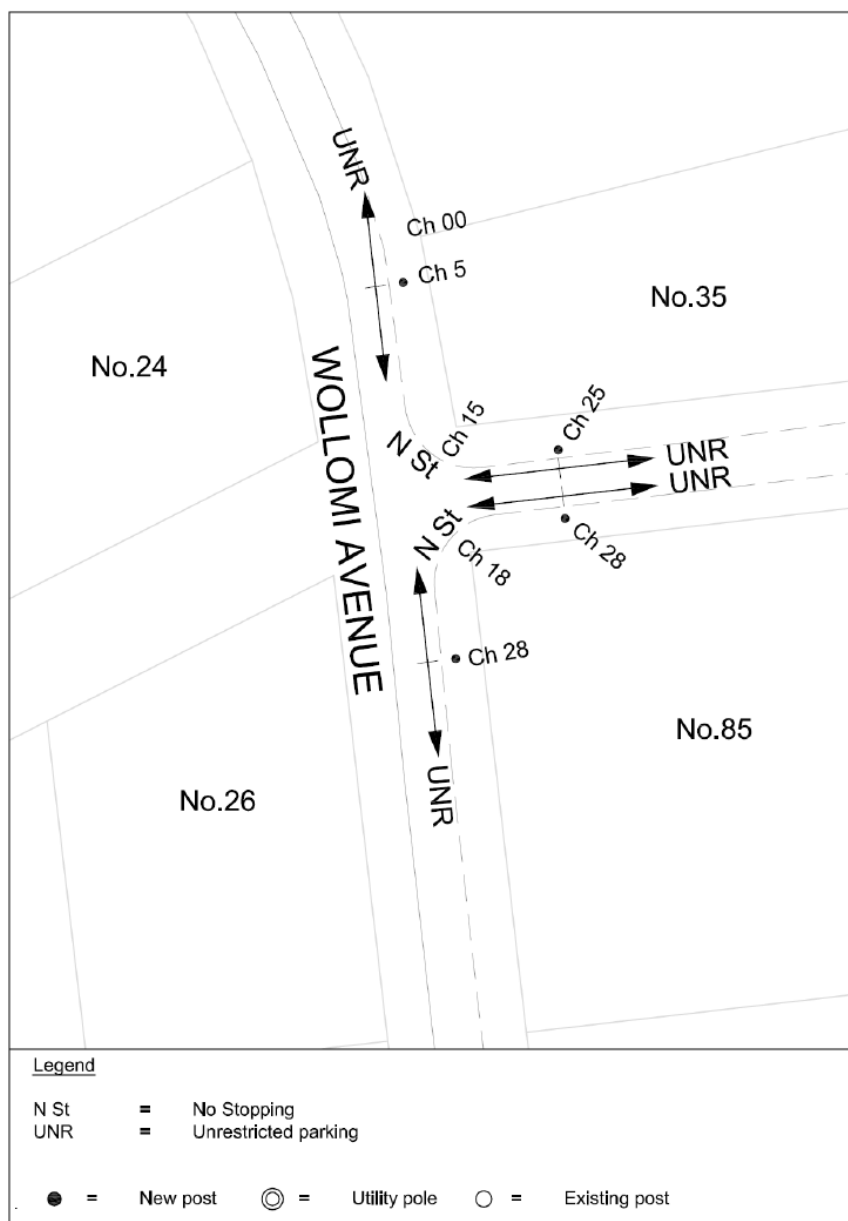 UNR
Ch 00
Ch 5
No.35
No.24
WOLLOMI AVENUE
Ch 15
Ch 25
N St
UNR
UNR
N St
Ch 18
Ch 28
Ch 28
No.85
UNR
No.26
Legend
N St = No Stopping
UNR = Unrestricted parking
= New post = Utility pole = Existing post